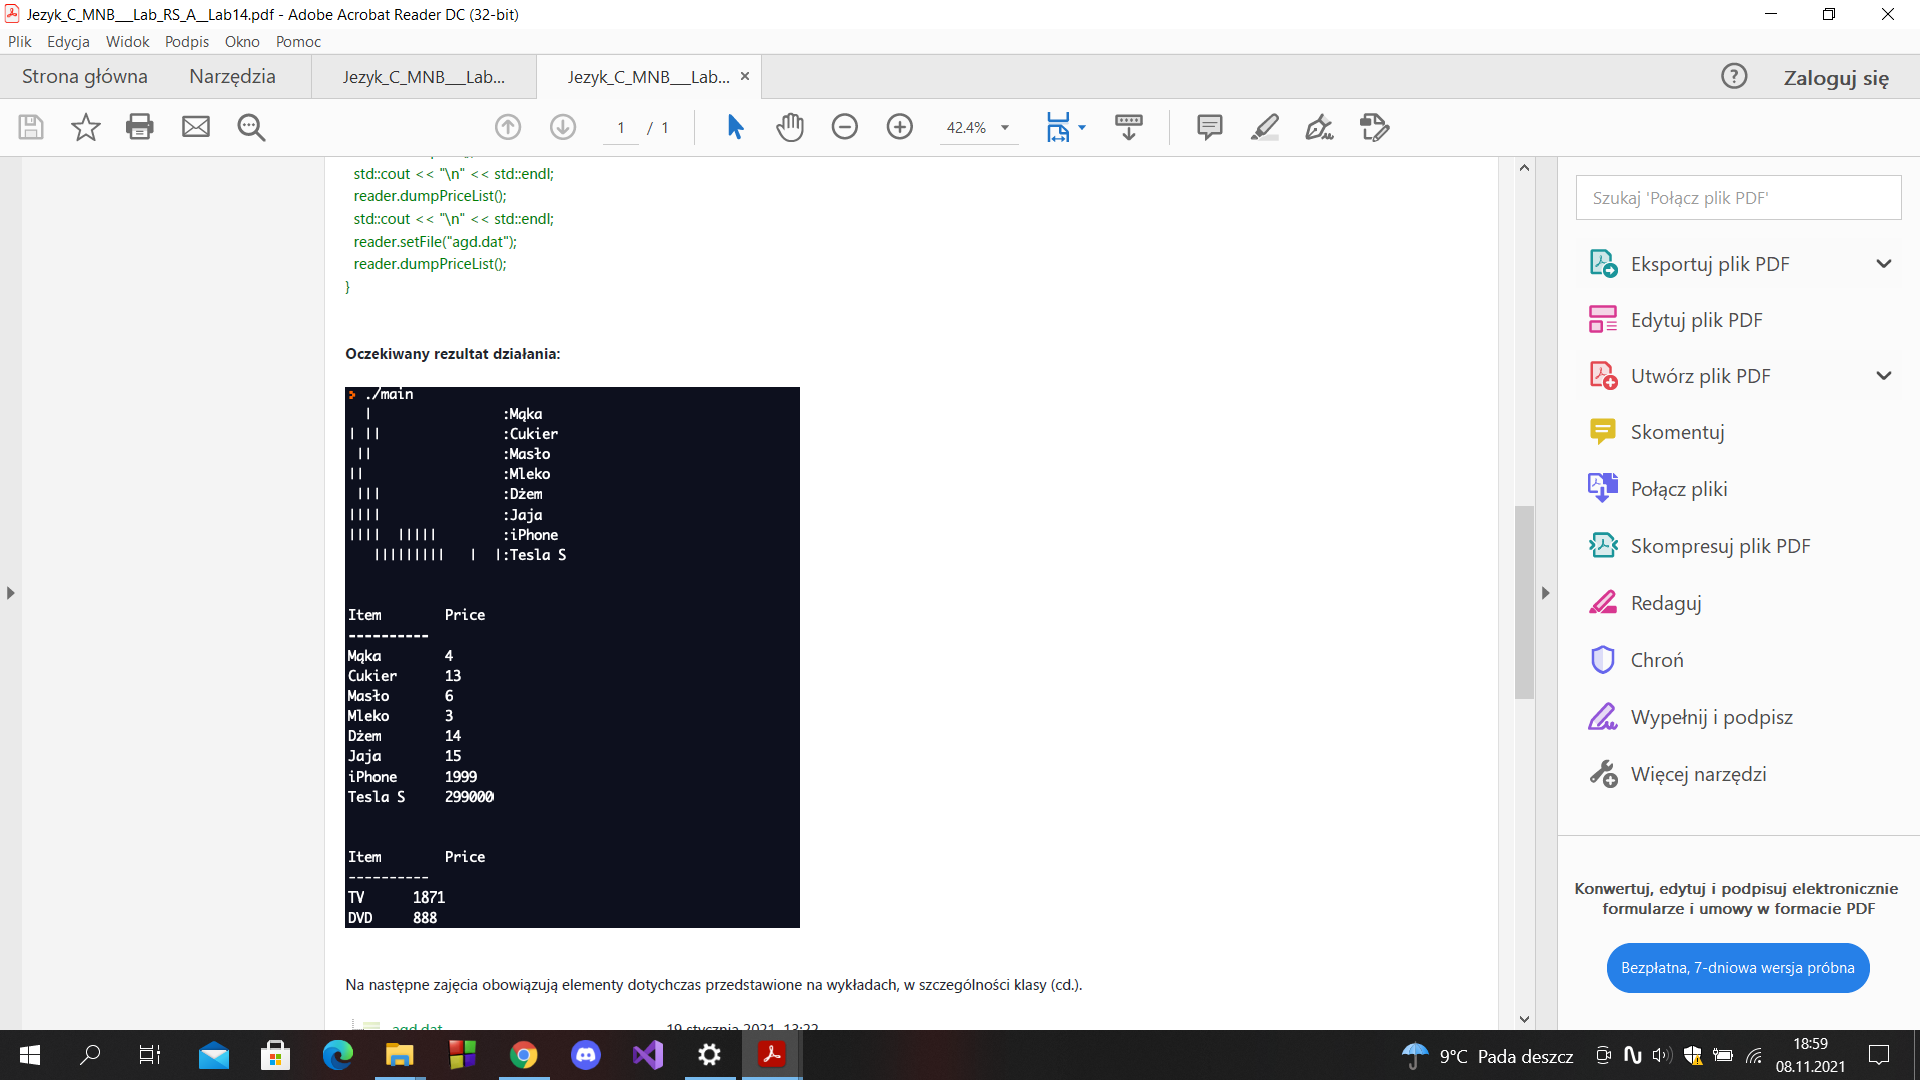 Jezyk_C_MNB___Lab_RS_A__Lab14.pdf - Adobe Acrobat Reader DC (32-bit)
Plik Edycja Widok Podpis Okno Pomoc
Strona główna Narzędzia Jezyk_C_MNB___Lab... Jezyk_C_MNB___Lab... × ? Zaloguj się
1 / 1 42.4%
std::cout << "\n" << std::endl;
reader.dumpPriceList();
std::cout << "\n" << std::endl;
reader.setFile("agd.dat");
reader.dumpPriceList();
}
Oczekiwany rezultat działania:
./main
  |                :Mąka
| ||               :Cukier
 ||                :Masło
||                 :Mleko
 |||               :Dżem
||||               :Jaja
||||  |||||        :iPhone
   |||||||||   |  |:Tesla S
Item Price
----------
Mąka 4
Cukier 13
Masło 6
Mleko 3
Dżem 14
Jaja 15
iPhone 1999
Tesla S 299000
Item Price
----------
TV 1871
DVD 888
Na następne zajęcia obowiązują elementy dotychczas przedstawione na wykładach, w szczególności klasy (cd.).
agd.dat 19 stycznia 2021, 13:22
Szukaj 'Połącz plik PDF'
Eksportuj plik PDF
Edytuj plik PDF
Utwórz plik PDF
Skomentuj
Połącz pliki
Skompresuj plik PDF
Redaguj
Chroń
Wypełnij i podpisz
Więcej narzędzi
Konwertuj, edytuj i podpisuj elektronicznie
formularze i umowy w formacie PDF
Bezpłatna, 7-dniowa wersja próbna
9°C Pada deszcz
18:59
08.11.2021